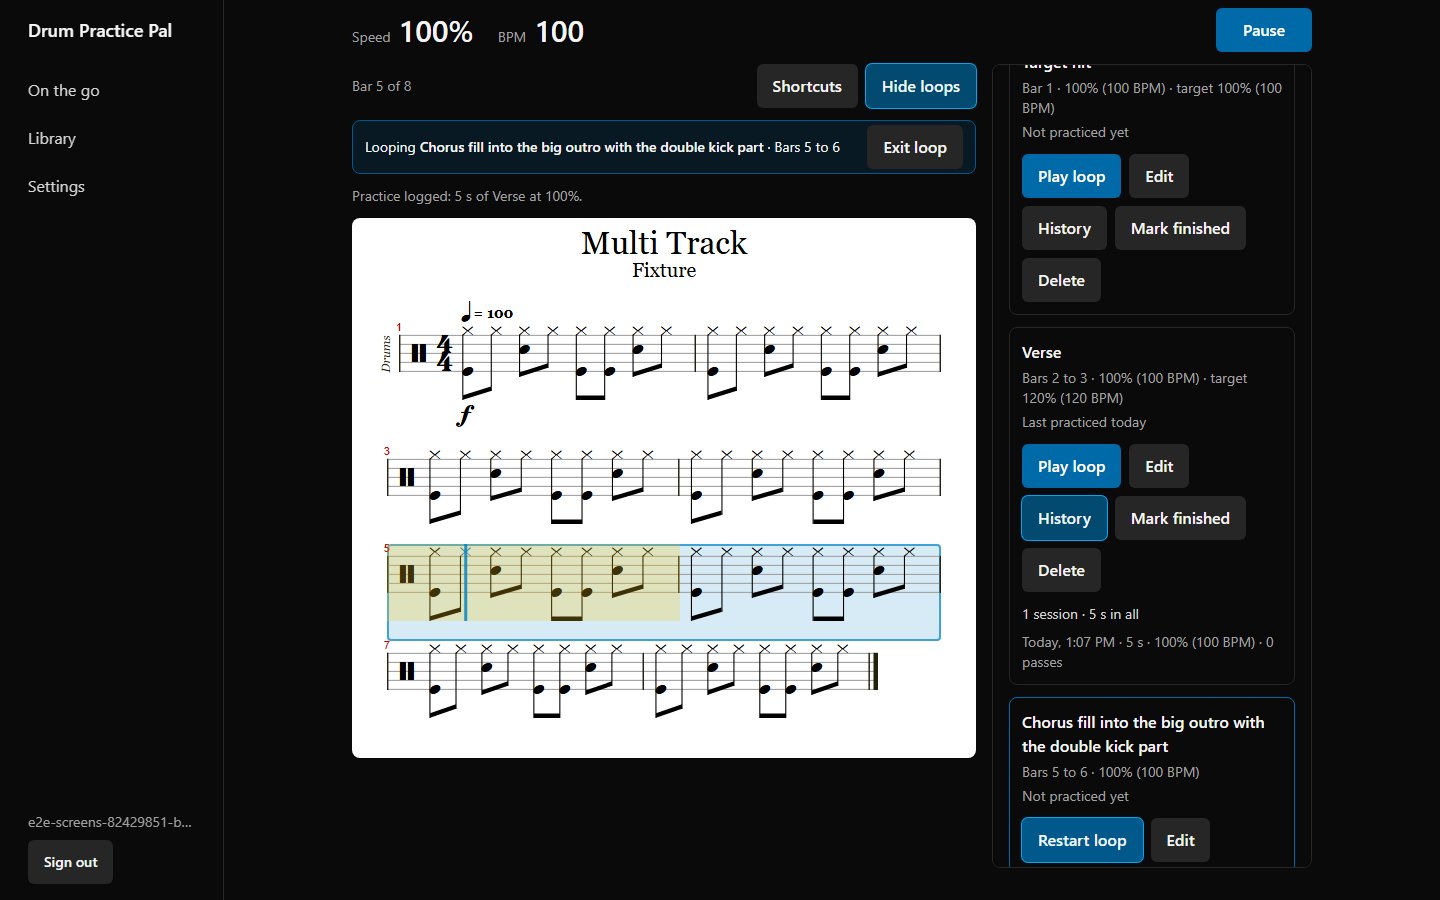 Drum Practice Pal
On the go
Library
Settings
e2e-screens-82429851-b...
Sign out
Speed 100% BPM 100
Pause
Bar 5 of 8
Shortcuts
Hide loops
Looping Chorus fill into the big outro with the double kick part · Bars 5 to 6
Exit loop
Practice logged: 5 s of Verse at 100%.
Multi Track
Fixture
= 100
1
Drums
4
4
f
3
5
7
Target hit
Bar 1 · 100% (100 BPM) · target 100% (100
BPM)
Not practiced yet
Play loop
Edit
History
Mark finished
Delete
Verse
Bars 2 to 3 · 100% (100 BPM) · target
120% (120 BPM)
Last practiced today
Play loop
Edit
History
Mark finished
Delete
1 session · 5 s in all
Today, 1:07 PM · 5 s · 100% (100 BPM) · 0
passes
Chorus fill into the big outro with
the double kick part
Bars 5 to 6 · 100% (100 BPM)
Not practiced yet
Restart loop
Edit